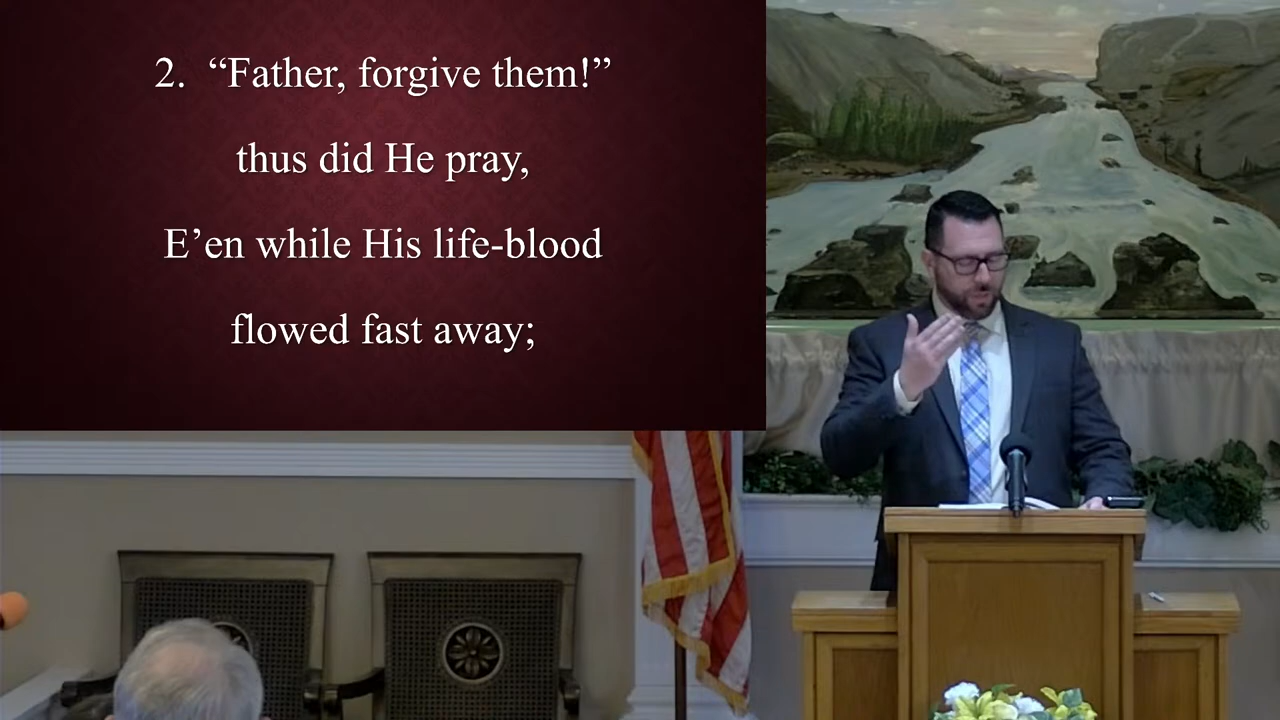 2. “Father, forgive them!”
thus did He pray,
E’en while His life-blood
flowed fast away;